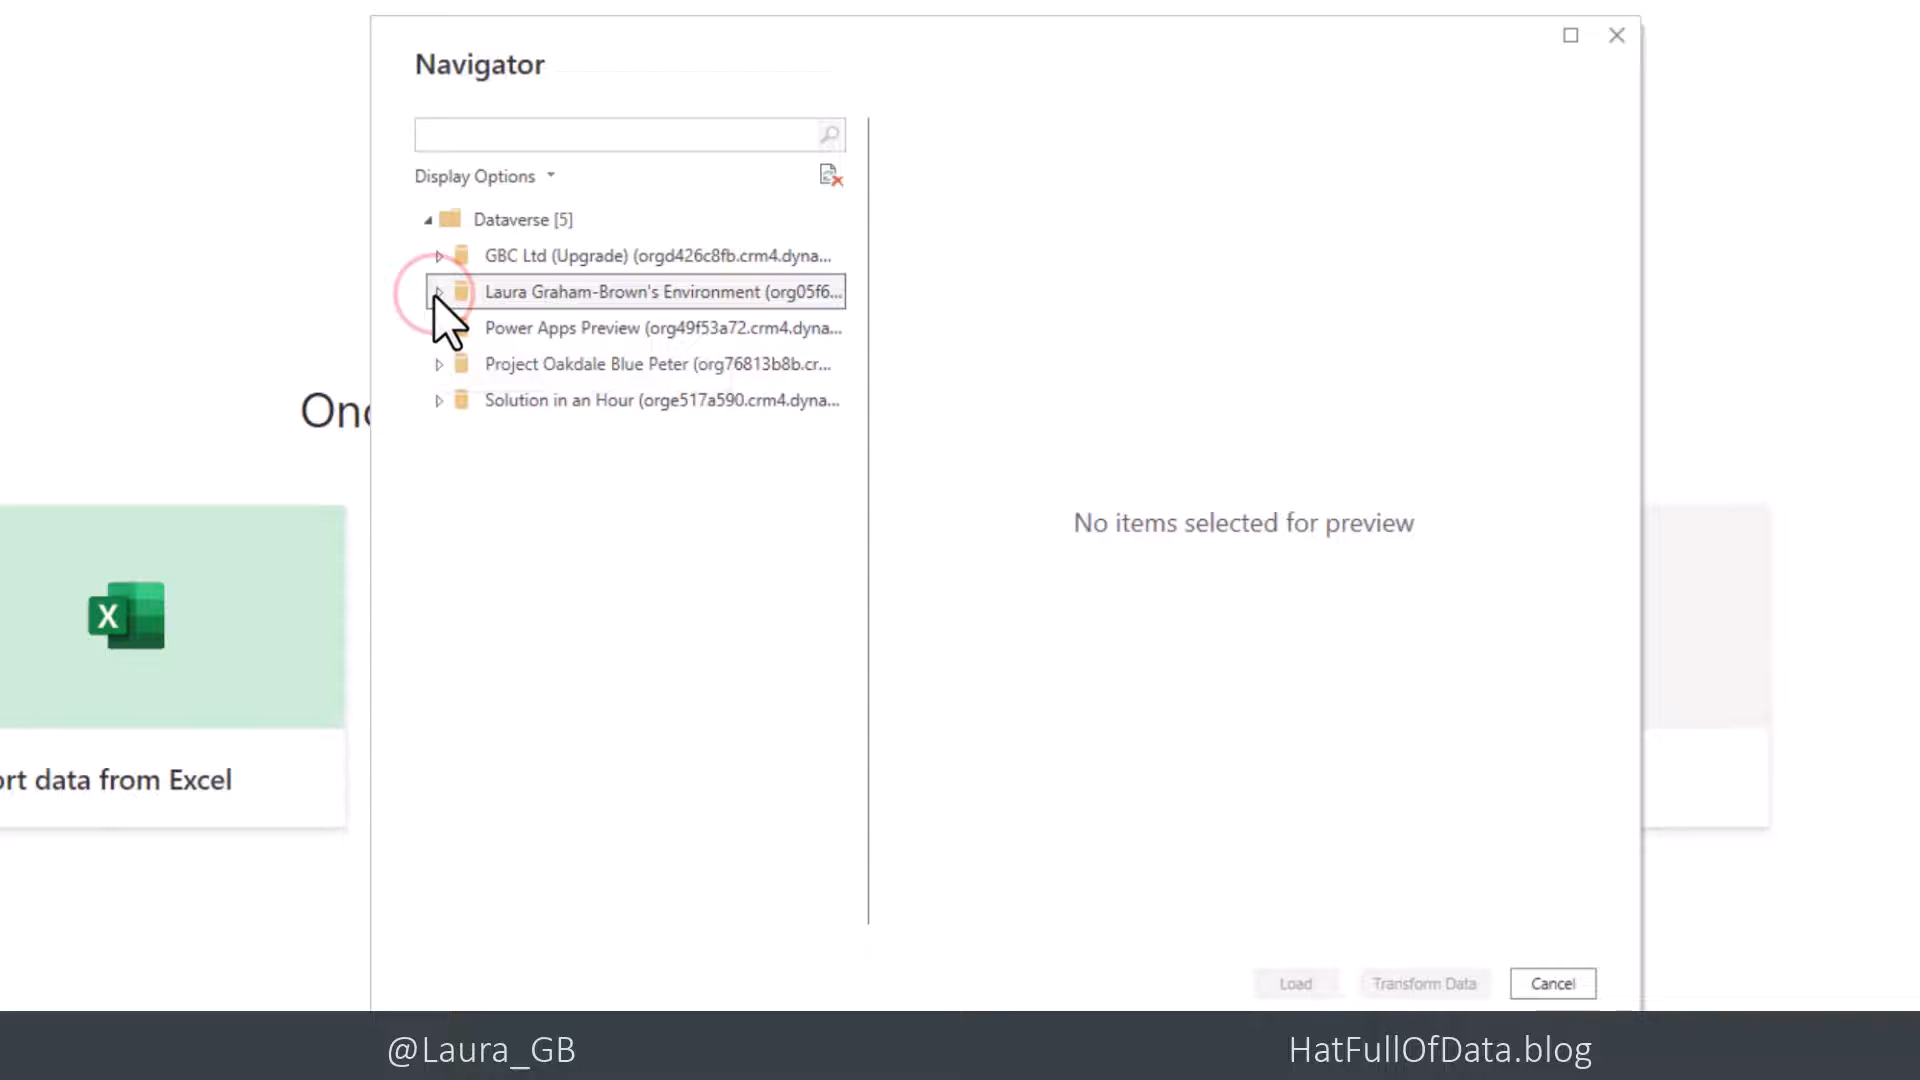 Navigator
Display Options
Dataverse [5]
GBC Ltd (Upgrade) (orgd426c8fb.crm4.dyna...
Laura Graham-Brown's Environment (org05f6...
Power Apps Preview (org49f53a72.crm4.dyna...
Project Oakdale Blue Peter (org76813b8b.cr...
Solution in an Hour (orge517a590.crm4.dyna...
Onc
No items selected for preview
X
ort data from Excel
Load
Transform Data
Cancel
@Laura_GB
HatFullOfData.blog